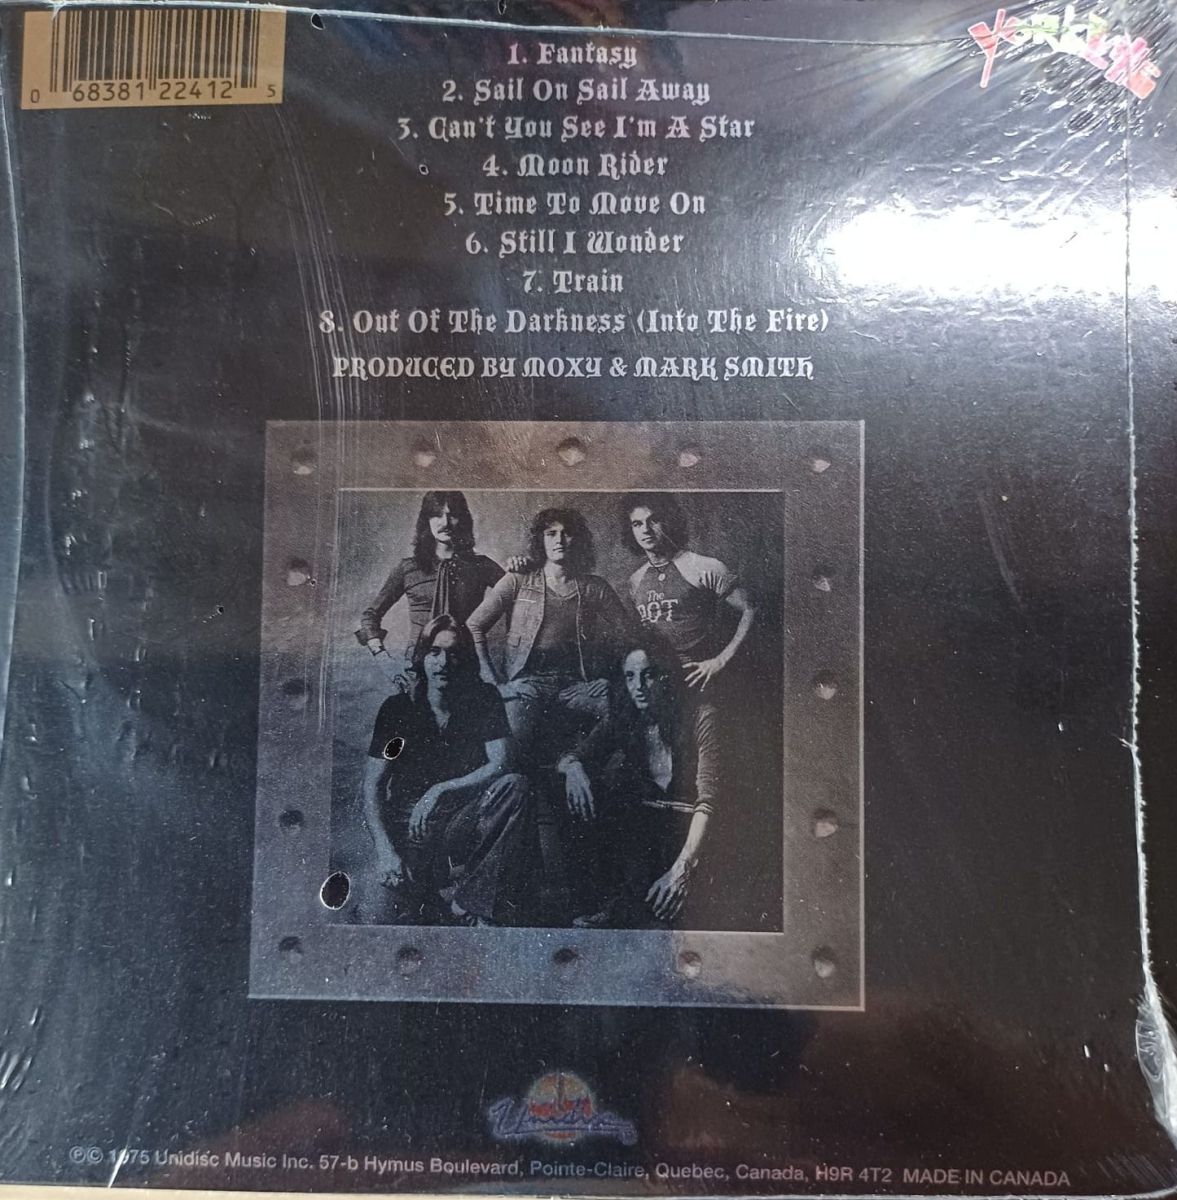 0 68381 22412 5
1. Fantasy
2. Sail On Sail Away
3. Can't You See I'm A Star
4. Moon Rider
5. Time To Move On
6. Still I Wonder
7. Train
8. Out Of The Darkness (Into The Fire)
PRODUCED BY MOXY & MARK SMITH
The
Unidisc
℗© 1975 Unidisc Music Inc. 57-b Hymus Boulevard, Pointe-Claire, Quebec, Canada, H9R 4T2 MADE IN CANADA